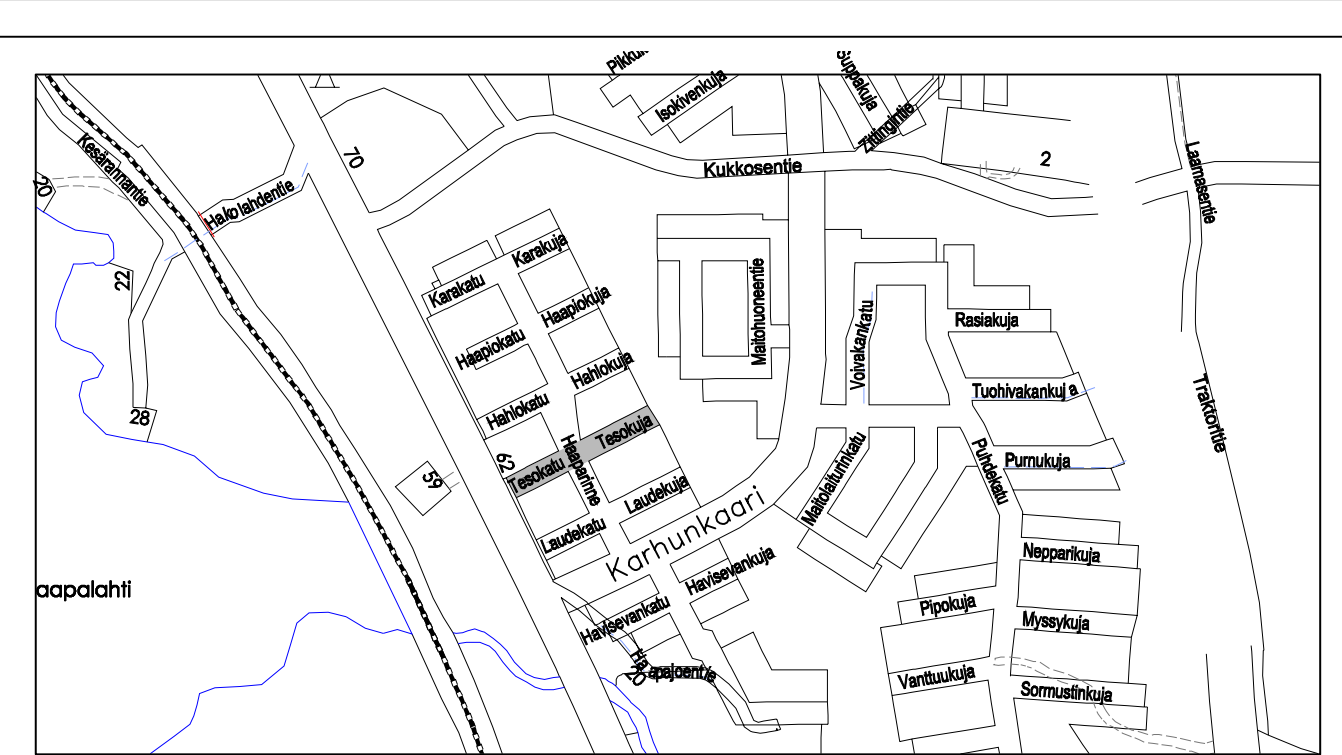 Isokivenkuja
Suppakuja
Zittingintie
Kukkosentie
2
70
Kesärannantie
Hakolahdentie
20
22
28
Laamasentie
Karakuja
Karakatu
Haapiokuja
Haapiokatu
Hahlokuja
Hahlokatu
Tesokuja
Tesokatu
Haaparinne
62
59
Laudekuja
Laudekatu
Karhunkaari
Maitohuoneentie
Voivakankatu
Rasiakuja
Tuohivakankuja
Purnukuja
Puhdekatu
Maitolaiturinkatu
Traktoritie
Nepparikuja
Myssykuja
Sormustinkuja
Pipokuja
Vanttuukuja
Havisevankuja
Havisevankatu
aapalahti